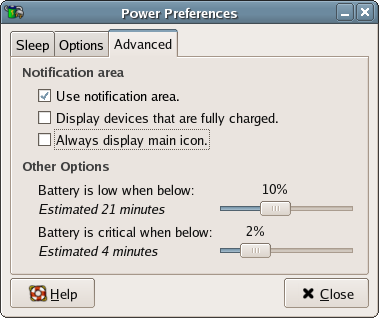 Power Preferences
Sleep Options Advanced
Notification area
Use notification area.
Display devices that are fully charged.
Always display main icon.
Other Options
Battery is low when below: 10%
Estimated 21 minutes
Battery is critical when below: 2%
Estimated 4 minutes
Help Close